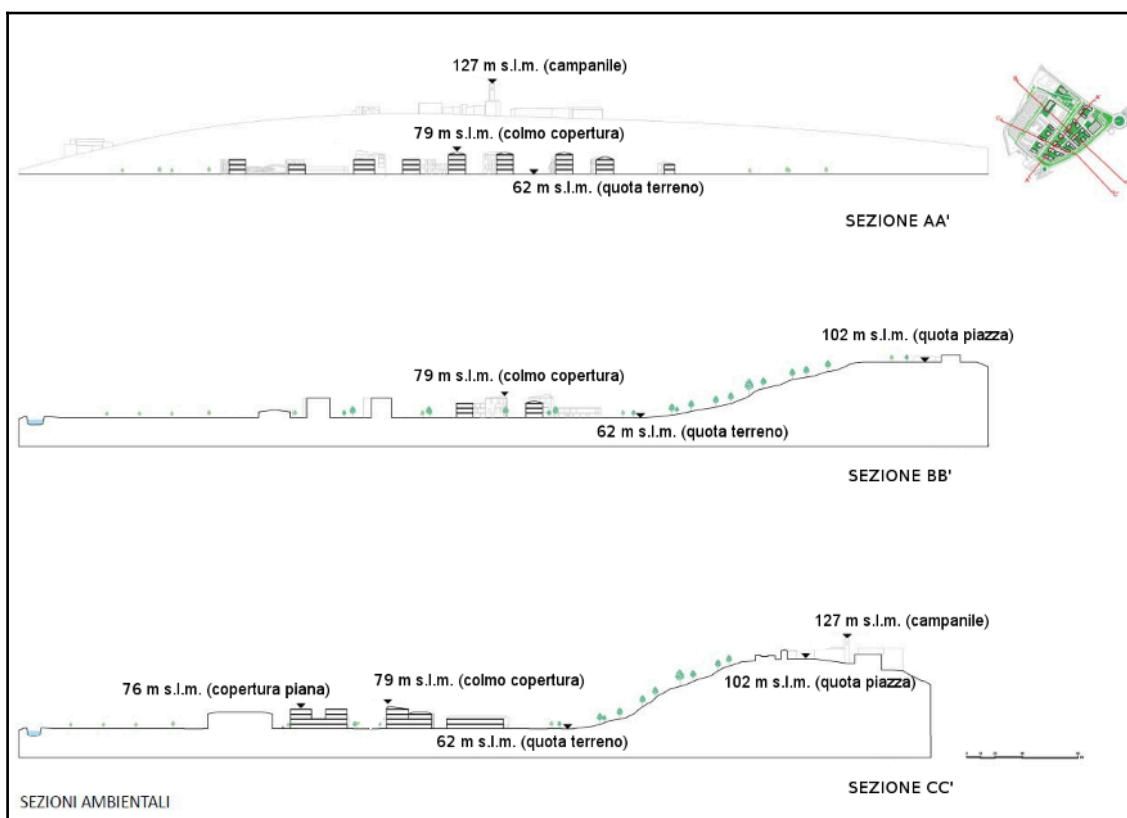 127 m s.l.m. (campanile)
79 m s.l.m. (colmo copertura)
62 m s.l.m. (quota terreno)
SEZIONE AA'
102 m s.l.m. (quota piazza)
79 m s.l.m. (colmo copertura)
62 m s.l.m. (quota terreno)
SEZIONE BB'
127 m s.l.m. (campanile)
76 m s.l.m. (copertura piana)
79 m s.l.m. (colmo copertura)
102 m s.l.m. (quota piazza)
62 m s.l.m. (quota terreno)
SEZIONE CC'
SEZIONI AMBIENTALI